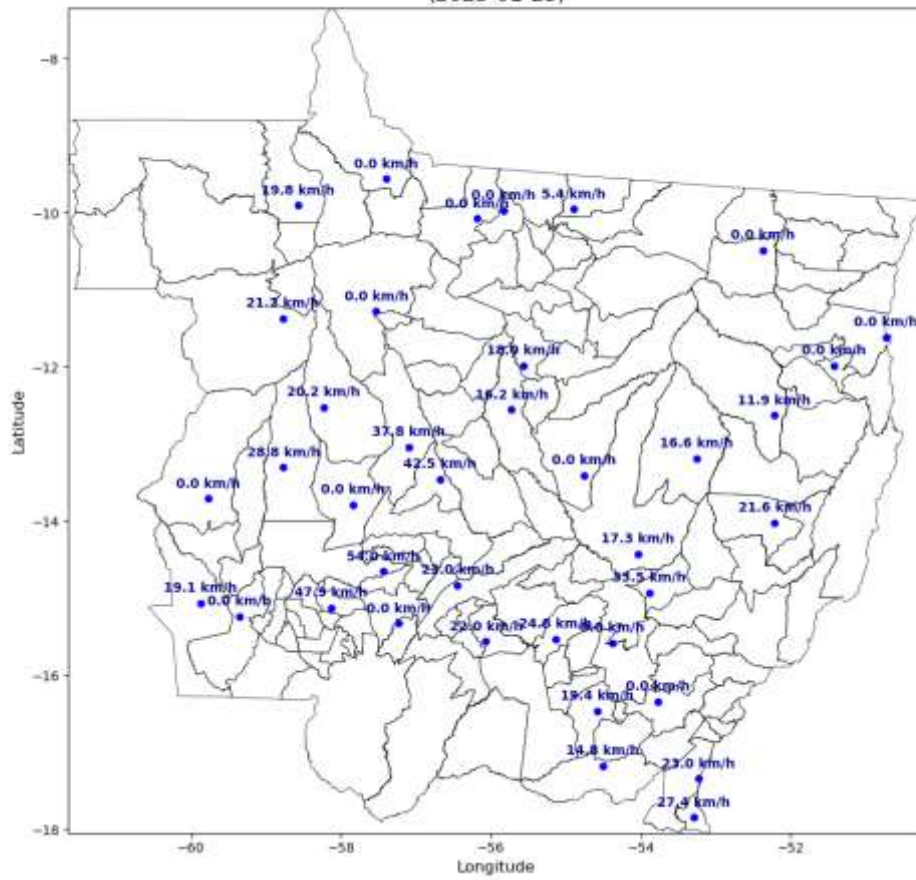 -8
0.0 km/h
19.8 km/h
0.0 km/h
5.4 km/h
0.0 km/h
-10
0.0 km/h
21.3 km/h
0.0 km/h
0.0 km/h
18.0 km/h
0.0 km/h
-12
20.2 km/h
16.2 km/h
11.9 km/h
Latitude
37.8 km/h
16.6 km/h
28.8 km/h
42.5 km/h
0.0 km/h
0.0 km/h
0.0 km/h
21.6 km/h
-14
17.3 km/h
54.0 km/h
23.0 km/h
33.5 km/h
19.1 km/h
0.0 km/h
47.9 km/h
0.0 km/h
22.0 km/h
km/h
km/h
-16
0.0 km/h
19.4 km/h
14.8 km/h
23.0 km/h
27.4 km/h
-18
-60
-58
-56
-54
-52
Longitude